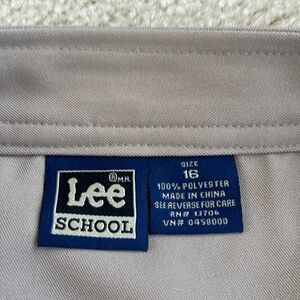 ®M.R.
Lee
SCHOOL
SIZE
16
100% POLYESTER
MADE IN CHINA
SEE REVERSE FOR CARE
RN# 13706
VN# 0458000